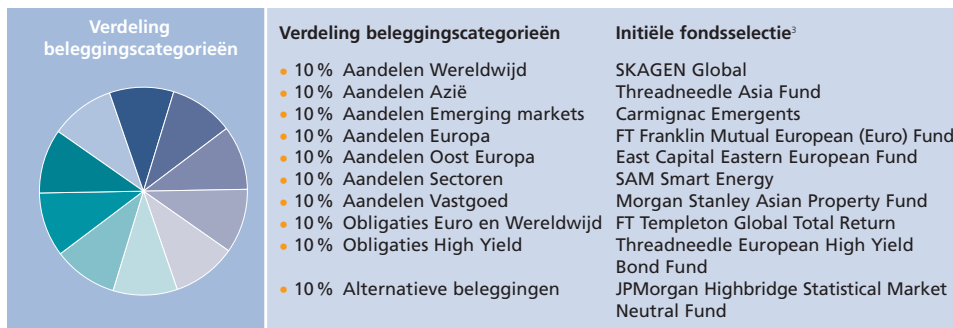 Verdeling
beleggingscategorieën
Verdeling beleggingscategorieën Initiële fondsselectie³
• 10 % Aandelen Wereldwijd SKAGEN Global
• 10 % Aandelen Azië Threadneedle Asia Fund
• 10 % Aandelen Emerging markets Carmignac Emergents
• 10 % Aandelen Europa FT Franklin Mutual European (Euro) Fund
• 10 % Aandelen Oost Europa East Capital Eastern European Fund
• 10 % Aandelen Sectoren SAM Smart Energy
• 10 % Aandelen Vastgoed Morgan Stanley Asian Property Fund
• 10 % Obligaties Euro en Wereldwijd FT Templeton Global Total Return
• 10 % Obligaties High Yield Threadneedle European High Yield
Bond Fund
• 10 % Alternatieve beleggingen JPMorgan Highbridge Statistical Market
Neutral Fund